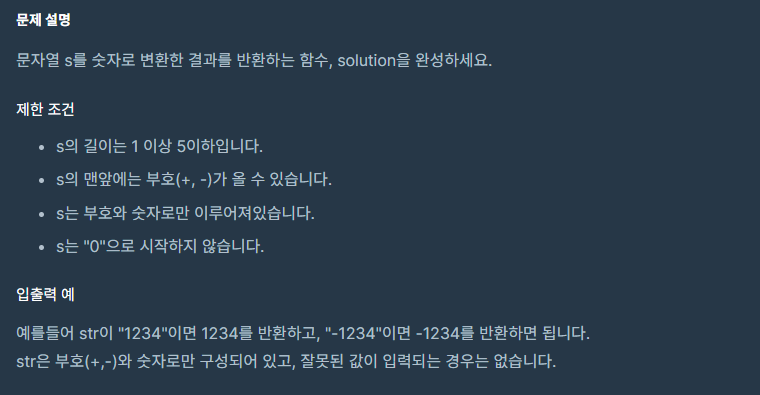 문제 설명
문자열 s를 숫자로 변환한 결과를 반환하는 함수, solution을 완성하세요.
제한 조건
• s의 길이는 1 이상 5이하입니다.
• s의 맨앞에는 부호(+, -)가 올 수 있습니다.
• s는 부호와 숫자로만 이루어져있습니다.
• s는 "0"으로 시작하지 않습니다.
입출력 예
예를들어 str이 "1234"이면 1234를 반환하고, "-1234"이면 -1234를 반환하면 됩니다.
str은 부호(+,-)와 숫자로만 구성되어 있고, 잘못된 값이 입력되는 경우는 없습니다.